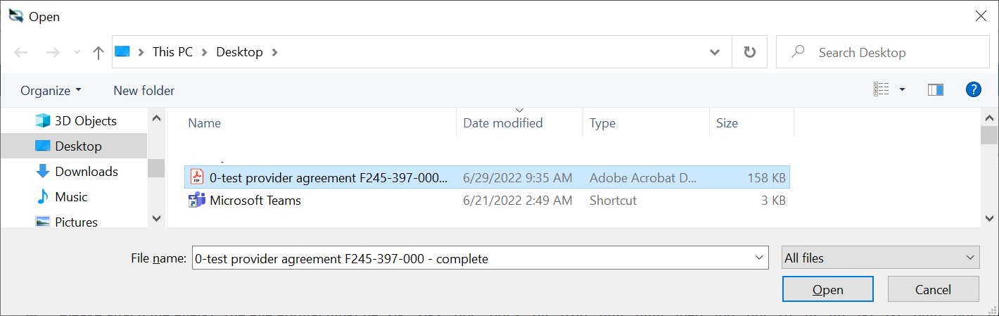 Open
This PC > Desktop >
Search Desktop
Organize
New folder
Name
Date modified
Type
Size
3D Objects
Desktop
Downloads
Music
Pictures
0-test provider agreement F245-397-000... 6/29/2022 9:35 AM Adobe Acrobat D... 158 KB
Microsoft Teams 6/21/2022 2:49 AM Shortcut 3 KB
File name: 0-test provider agreement F245-397-000 - complete
All files
Open
Cancel